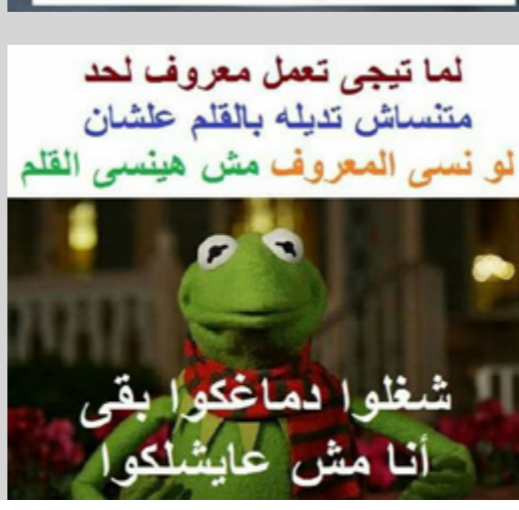 لما تيجى تعمل معروف لحد
متنساش تديله بالقلم علشان
لو نسى المعروف مش هينسى القلم
شغلوا دماغكوا بقى
أنا مش عايشلكوا